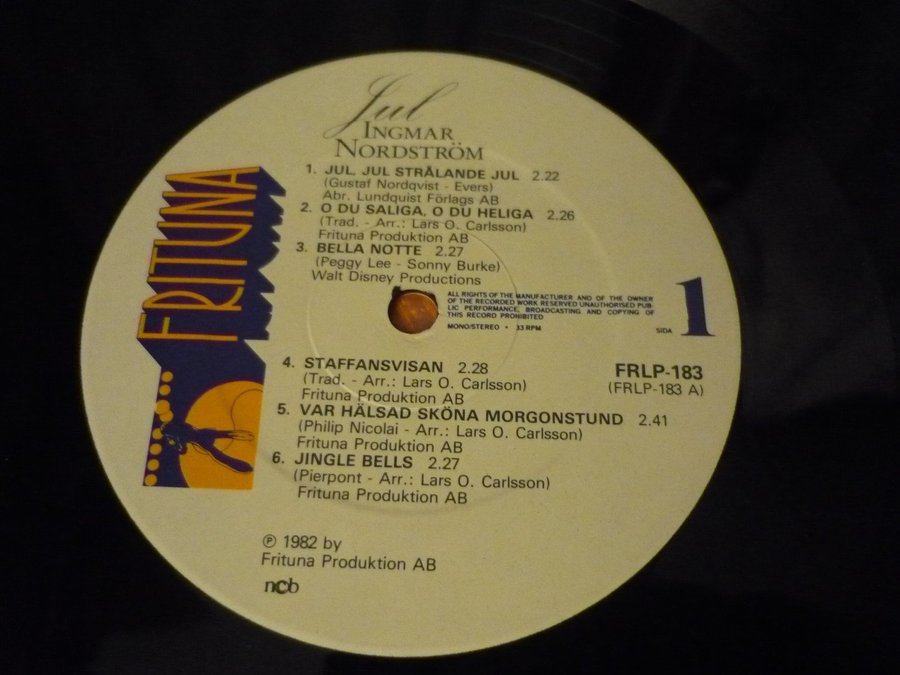 Jul
INGMAR
NORDSTRÖM
FRITUNA
1. JUL, JUL STRÅLANDE JUL 2.22
(Gustaf Nordqvist - Evers)
Abr. Lundquist Förlags AB
2. O DU SALIGA, O DU HELIGA 2.26
(Trad. - Arr.: Lars O. Carlsson)
Frituna Produktion AB
3. BELLA NOTTE 2.27
(Peggy Lee - Sonny Burke)
Walt Disney Productions
ALL RIGHTS OF THE MANUFACTURER AND OF THE OWNER
OF THE RECORDED WORK RESERVED UNAUTHORISED PUB-
LIC PERFORMANCE, BROADCASTING AND COPYING OF
THIS RECORD PROHIBITED
MONO/STEREO • 33 RPM
SIDA 1
4. STAFFANSVISAN 2.28
(Trad. - Arr.: Lars O. Carlsson)
Frituna Produktion AB
FRLP-183
(FRLP-183 A)
5. VAR HÄLSAD SKÖNA MORGONSTUND 2.41
(Philip Nicolai - Arr.: Lars O. Carlsson)
Frituna Produktion AB
6. JINGLE BELLS 2.27
(Pierpont - Arr.: Lars O. Carlsson)
Frituna Produktion AB
℗ 1982 by
Frituna Produktion AB
ncb